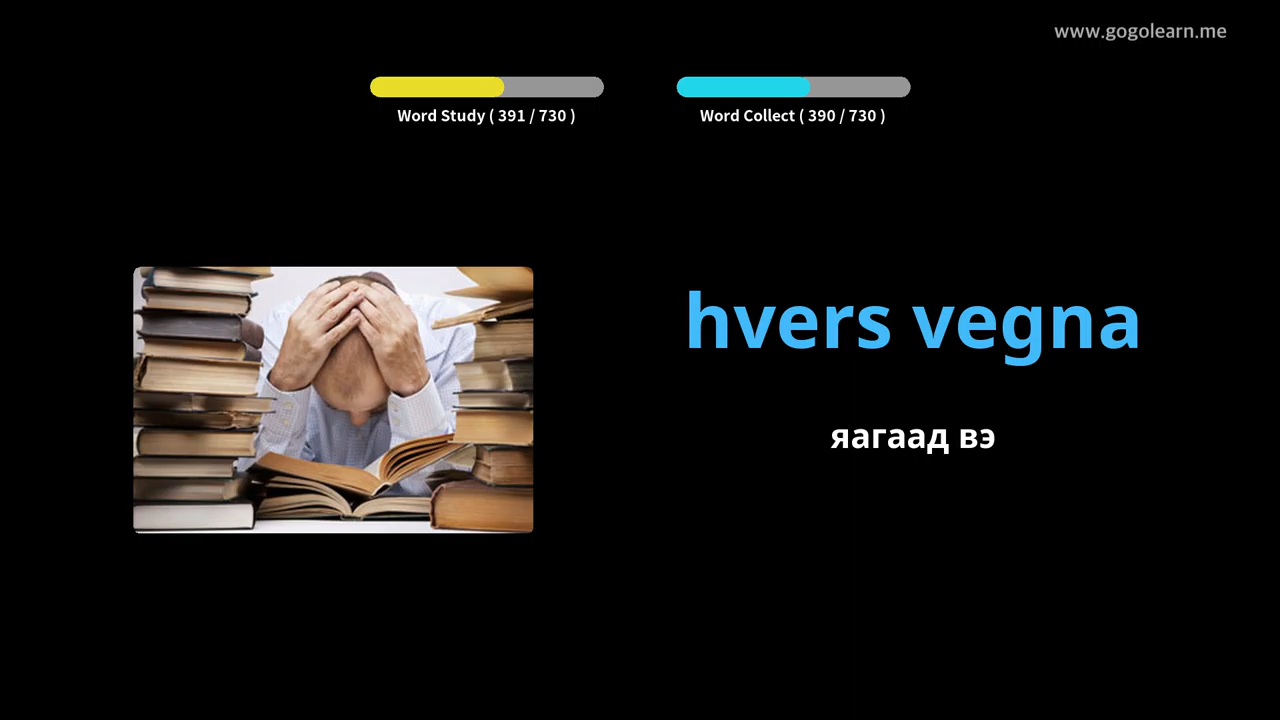 www.gogolearn.me
Word Study ( 391 / 730 )
Word Collect ( 390 / 730 )
hvers vegna
яагаад вэ